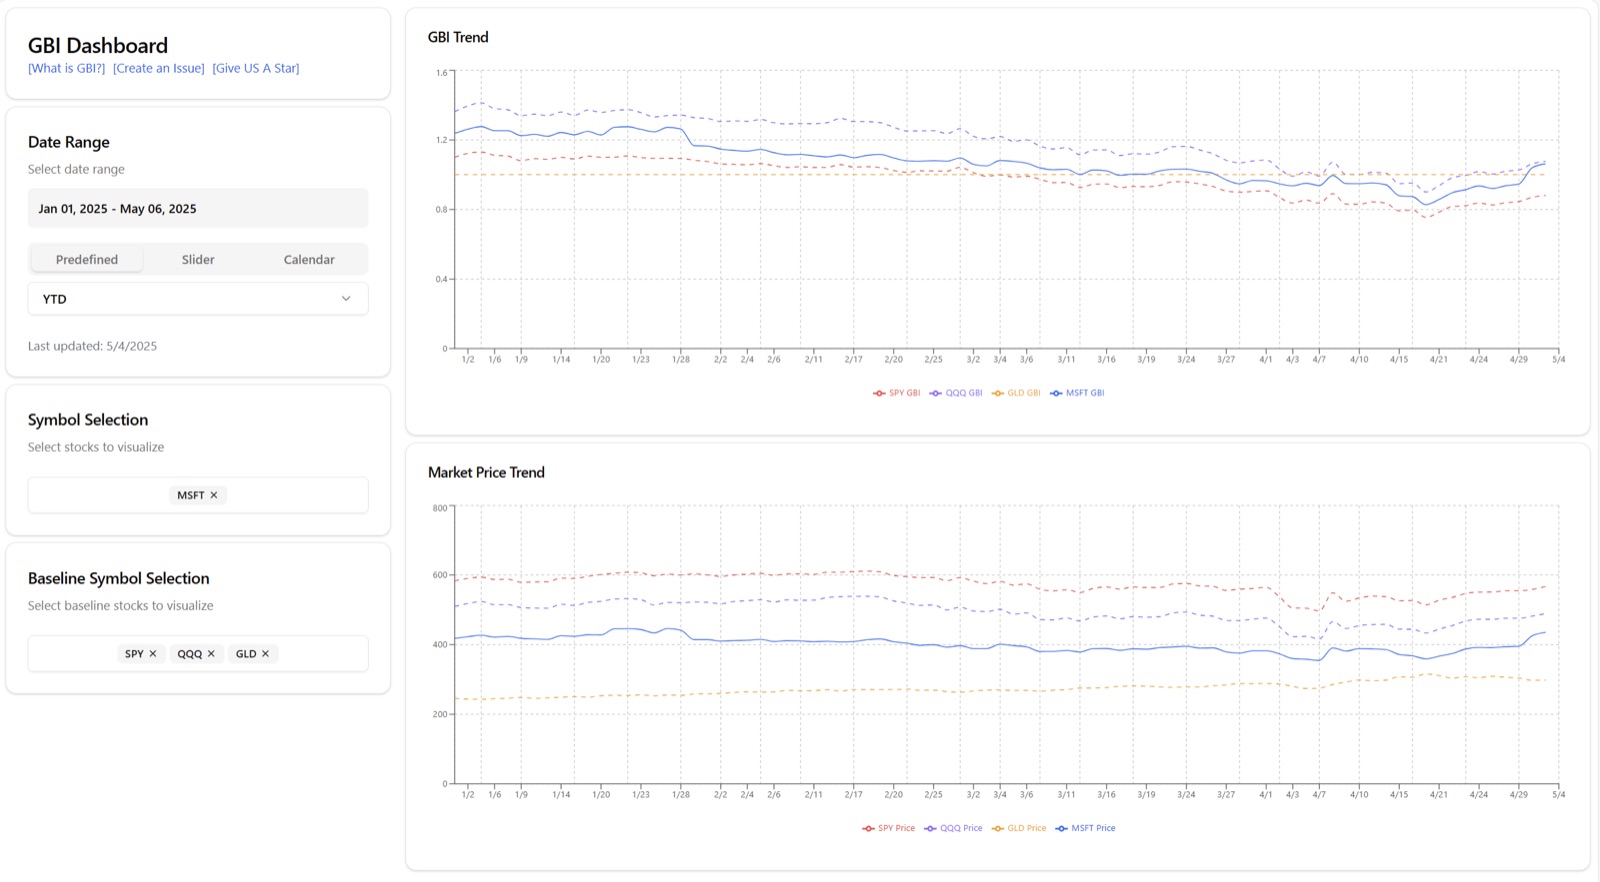 GBI Dashboard
[What is GBI?] [Create an Issue] [Give US A Star]
Date Range
Select date range
Jan 01, 2025 - May 06, 2025
Predefined Slider Calendar
YTD
Last updated: 5/4/2025
Symbol Selection
Select stocks to visualize
MSFT ×
Baseline Symbol Selection
Select baseline stocks to visualize
SPY × QQQ × GLD ×
GBI Trend
1.6
1.2
0.8
0.4
0
1/2 1/6 1/9 1/14 1/20 1/23 1/28 2/2 2/4 2/6 2/11 2/17 2/20 2/25 3/2 3/4 3/6 3/11 3/16 3/19 3/24 3/27 4/1 4/3 4/7 4/10 4/15 4/21 4/24 4/29 5/4
SPY GBI QQQ GBI GLD GBI MSFT GBI
Market Price Trend
800
600
400
200
0
1/2 1/6 1/9 1/14 1/20 1/23 1/28 2/2 2/4 2/6 2/11 2/17 2/20 2/25 3/2 3/4 3/6 3/11 3/16 3/19 3/24 3/27 4/1 4/3 4/7 4/10 4/15 4/21 4/24 4/29 5/4
SPY Price QQQ Price GLD Price MSFT Price